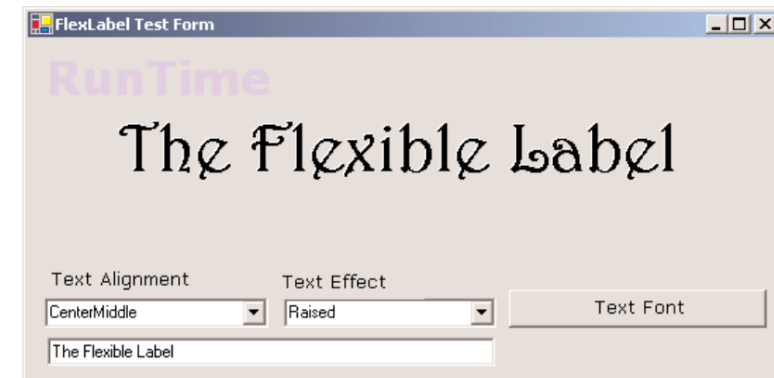 FlexLabel Test Form
RunTime
The Flexible Label
Text Alignment Text Effect
CenterMiddle Raised Text Font
The Flexible Label